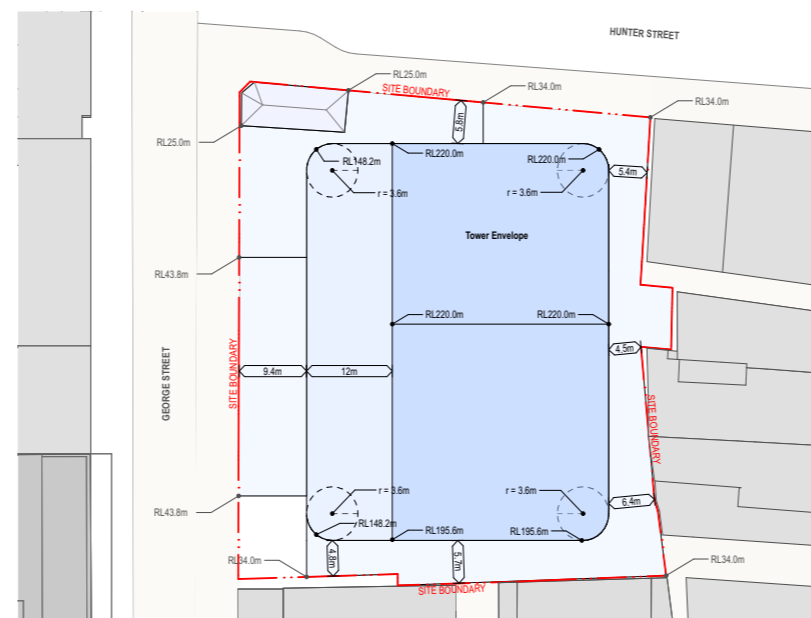 HUNTER STREET
RL25.0m
SITE BOUNDARY
RL34.0m
RL34.0m
5.8m
RL25.0m
RL148.2m
RL220.0m
RL220.0m
5.4m
r = 3.6m
r = 3.6m
Tower Envelope
RL43.8m
RL220.0m
RL220.0m
4.5m
GEORGE STREET
SITE BOUNDARY
9.4m
12m
SITE BOUNDARY
r = 3.6m
r = 3.6m
6.4m
RL43.8m
RL148.2m
RL195.6m
RL195.6m
RL34.0m
4.8m
5.7m
RL34.0m
SITE BOUNDARY